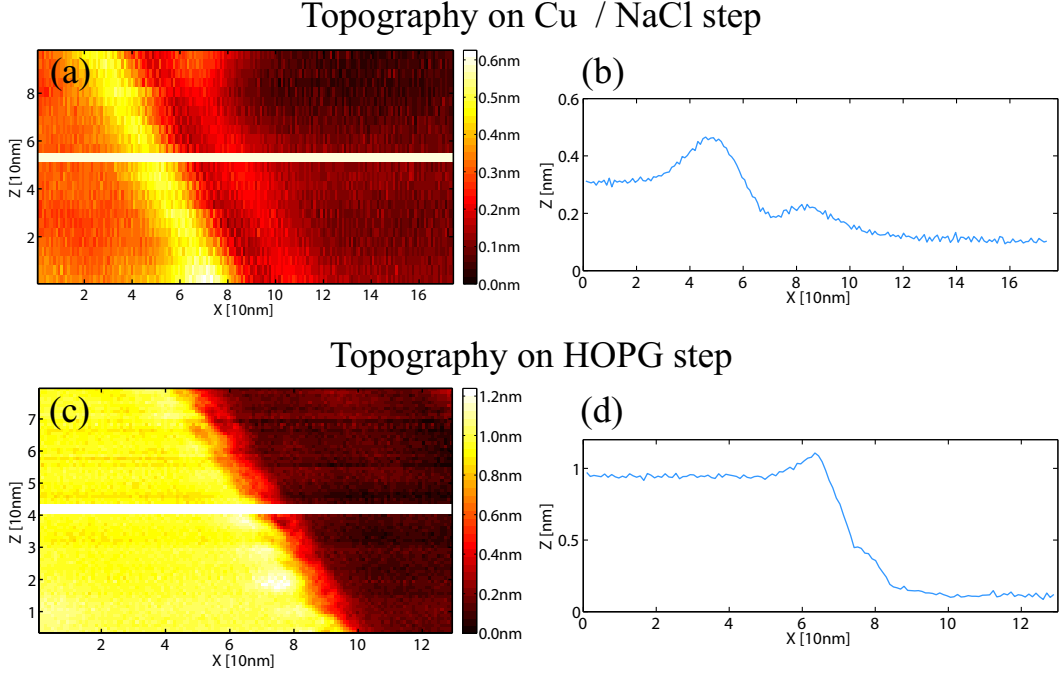 Topography on Cu / NaCl step
(a)
8
6
4
2
Z [10nm]
2 4 6 8 10 12 14 16
X [10nm]
0.6nm
0.5nm
0.4nm
0.3nm
0.2nm
0.1nm
0.0nm
(b)
0.6
0.4
0.2
0
Z [nm]
0 2 4 6 8 10 12 14 16
X [10nm]
Topography on HOPG step
(c)
7
6
5
4
3
2
1
Z [10nm]
2 4 6 8 10 12
X [10nm]
1.2nm
1.0nm
0.8nm
0.6nm
0.4nm
0.2nm
0.0nm
(d)
1
0.5
0
Z [nm]
0 2 4 6 8 10 12
X [10nm]